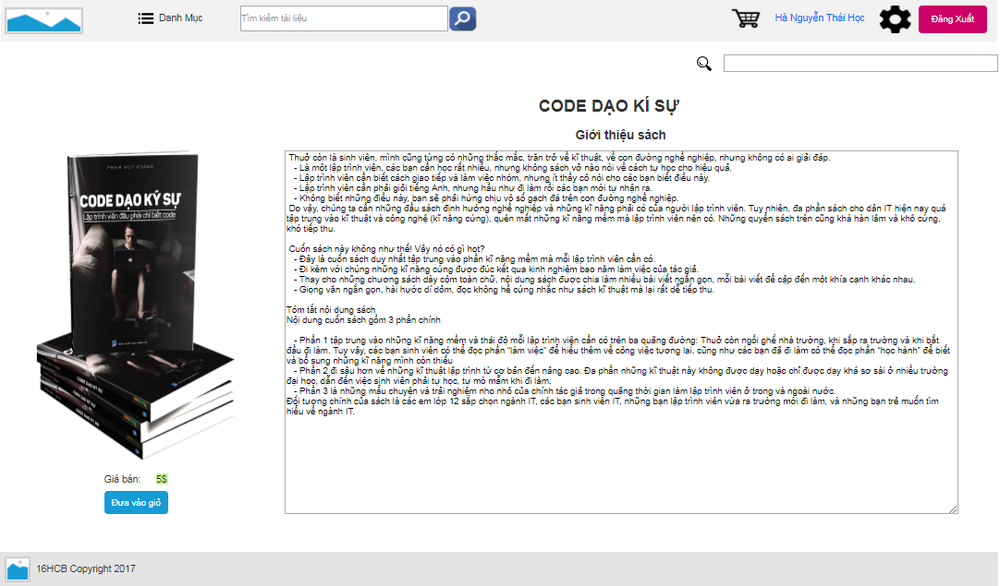 Danh Mục
Tìm kiếm tài liệu
Hà Nguyễn Thái Học
Đăng Xuất
CODE DẠO KÍ SỰ
Giới thiệu sách
PHẠM HUY HOÀNG
CODE DẠO KÝ SỰ
Lập trình viên đâu phải chỉ biết code
CODE DẠO KÝ SỰ
CODE DẠO KÝ SỰ
CODE DẠO KÝ SỰ
Thuở còn là sinh viên, mình cũng từng có những thắc mắc, trăn trở về kĩ thuật, về con đường nghề nghiệp, nhưng không có ai giải đáp.
- Là một lập trình viên, các bạn cần học rất nhiều, nhưng không sách vở nào nói về cách tự học cho hiệu quả.
- Lập trình viên cần biết cách giao tiếp và làm việc nhóm, nhưng ít thầy cô nói cho các bạn biết điều này.
- Lập trình viên cần phải giỏi tiếng Anh, nhưng hầu như đi làm rồi các bạn mới tự nhận ra.
- Không biết những điều này, bạn sẽ phải hứng chịu vô số gạch đá trên con đường nghề nghiệp.
Do vậy, chúng ta cần những đầu sách định hướng nghề nghiệp và những kĩ năng phải có của người lập trình viên. Tuy nhiên, đa phần sách cho dân IT hiện nay quá
tập trung vào kĩ thuật và công nghệ (kĩ năng cứng), quên mất những kĩ năng mềm mà lập trình viên nên có. Những quyển sách trên cũng khá hàn lâm và khô cứng,
khó tiếp thu.
Cuốn sách này không như thế! Vậy nó có gì hot?
- Đây là cuốn sách duy nhất tập trung vào phần kĩ năng mềm mà mỗi lập trình viên cần có.
- Đi kèm với chúng những kĩ năng cứng được đúc kết qua kinh nghiệm bao năm làm việc của tác giả.
- Thay cho những chương sách dày cộm toàn chữ, nội dung sách được chia làm nhiều bài viết ngắn gọn, mỗi bài viết đề cập đến một khía cạnh khác nhau.
- Giọng văn ngắn gọn, hài hước dí dỏm, đọc không hề cứng nhắc như sách kĩ thuật mà lại rất dễ tiếp thu.
Tóm tắt nội dung sách
Nội dung cuốn sách gồm 3 phần chính
- Phần 1 tập trung vào những kĩ năng mềm và thái độ mỗi lập trình viên cần có trên ba quãng đường: Thuở còn ngồi ghế nhà trường, khi sắp ra trường và khi bắt
đầu đi làm. Tuy vậy, các bạn sinh viên có thể đọc phần “làm việc” để hiểu thêm về công việc tương lai, cũng như các bạn đã đi làm có thể đọc phần “học hành” để biết
và bổ sung những kĩ năng mình còn thiếu
- Phần 2 đi sâu hơn về những kĩ thuật lập trình từ cơ bản đến nâng cao. Đa phần những kĩ thuật này không được dạy hoặc chỉ được dạy khá sơ sài ở nhiều trường
đại học, dẫn đến việc sinh viên phải tự học, tự mò mẫm khi đi làm.
- Phần 3 là những mẩu chuyện và trải nghiệm nho nhỏ của chính tác giả trong quãng thời gian làm lập trình viên ở trong và ngoài nước.
Đối tượng chính của sách là các em lớp 12 sắp chọn ngành IT, các bạn sinh viên IT, những bạn lập trình viên vừa ra trường mới đi làm, và những bạn trẻ muốn tìm
hiểu về ngành IT.
Giá bán: 5$
Đưa vào giỏ
16HCB Copyright 2017